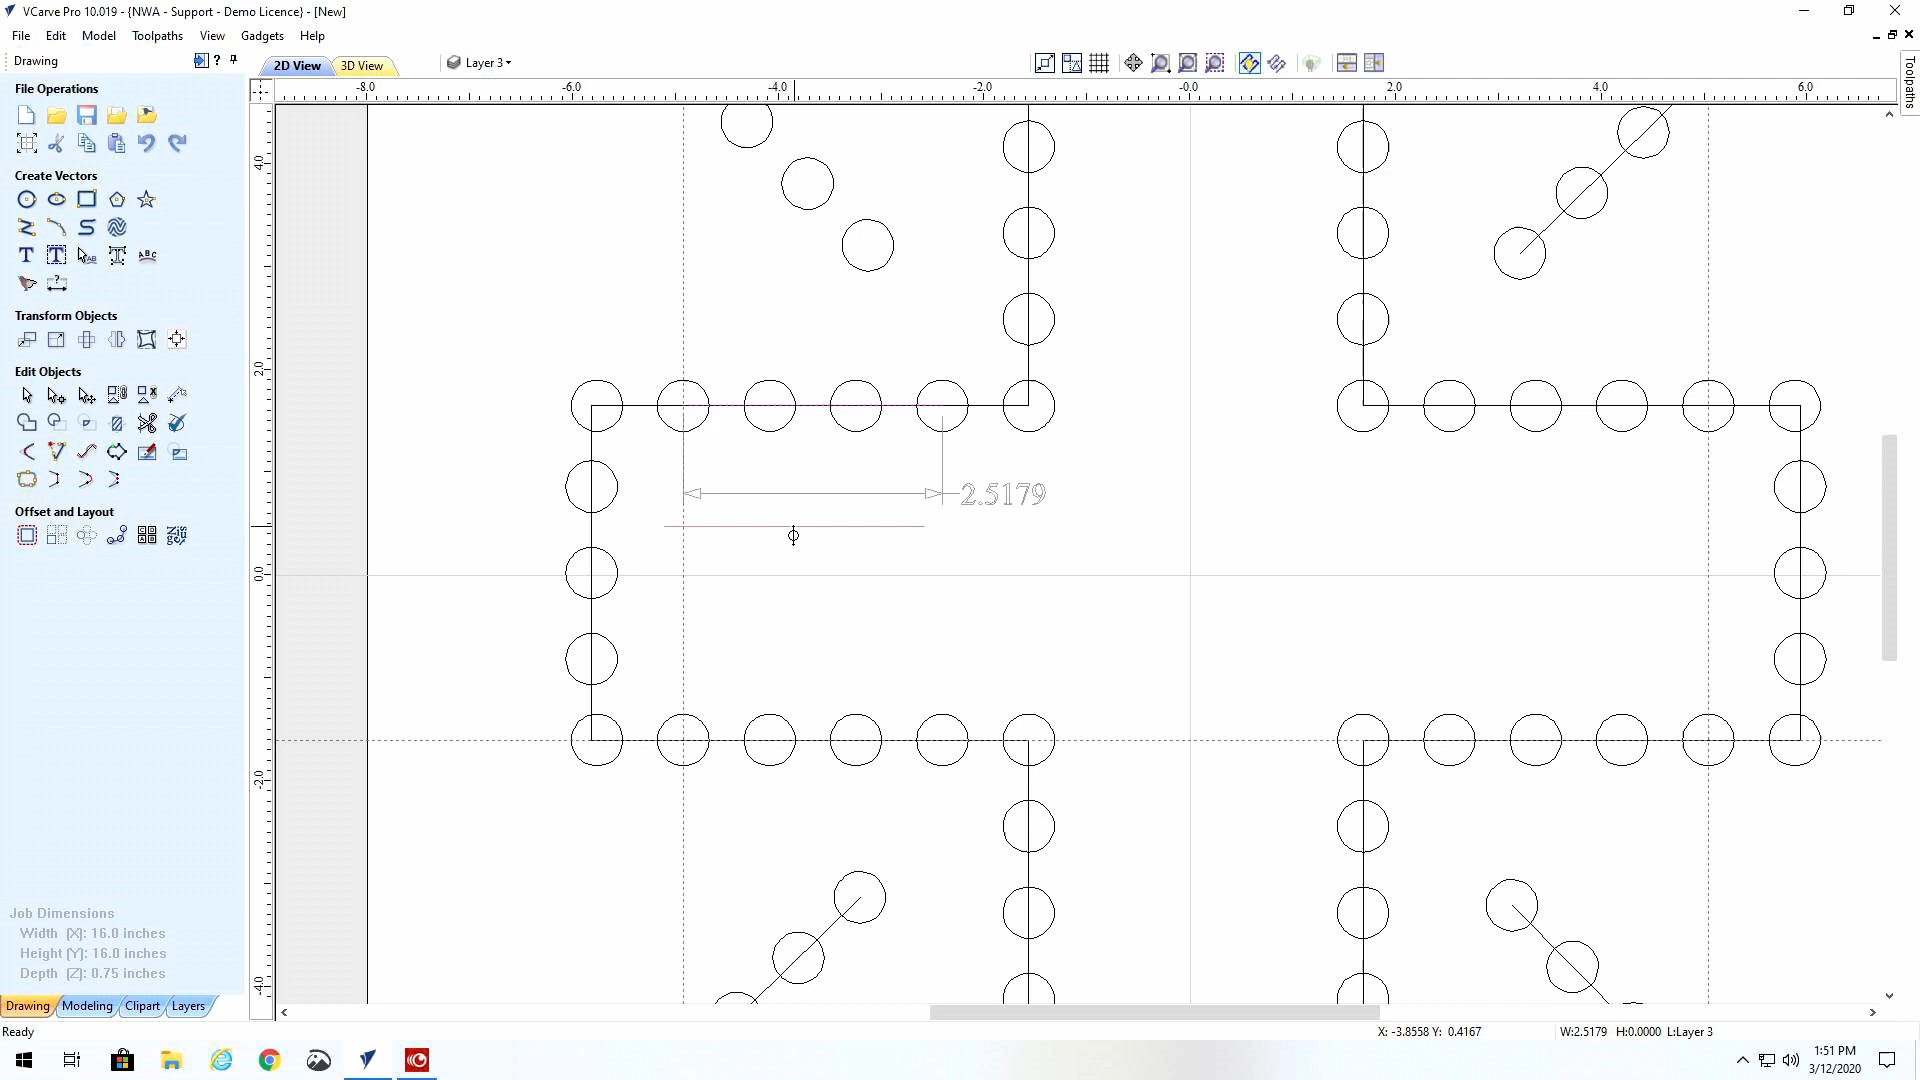 VCarve Pro 10.019 - {NWA - Support - Demo Licence} - [New]
File Edit Model Toolpaths View Gadgets Help
Drawing
2D View 3D View Layer 3
Toolpaths
File Operations
-8.0 -6.0 -4.0 -2.0 -0.0 2.0 4.0 6.0
4.0
Create Vectors
T T AB T ABC
?
Transform Objects
2.0
Edit Objects
2.5179
Offset and Layout
0.0
-2.0
-4.0
Job Dimensions
Width (X): 16.0 inches
Height (Y): 16.0 inches
Depth (Z): 0.75 inches
Drawing Modeling Clipart Layers
Ready
X: -3.8558 Y: 0.4167
W:2.5179 H:0.0000 L:Layer 3
1:51 PM
3/12/2020